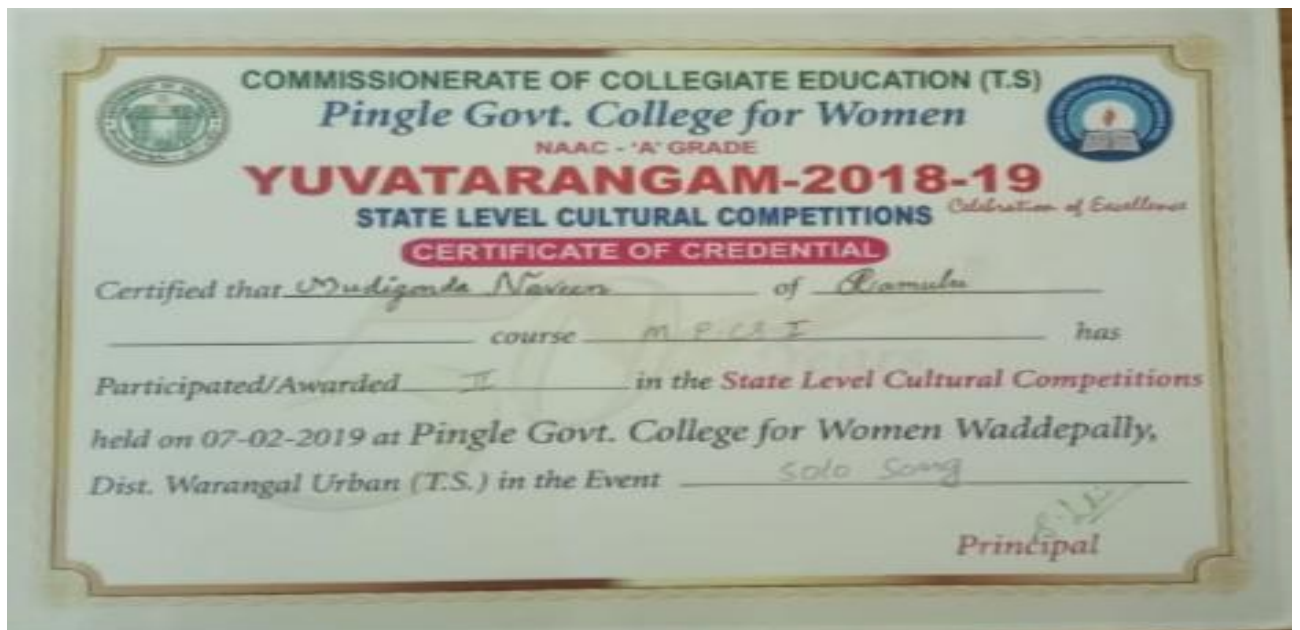 COMMISSIONERATE OF COLLEGIATE EDUCATION (T.S)
Pingle Govt. College for Women
NAAC - 'A' GRADE
YUVATARANGAM-2018-19
STATE LEVEL CULTURAL COMPETITIONS Celebration of Excellence
CERTIFICATE OF CREDENTIAL
Certified that Mudigonda Naveen of Ramulu
course M P.CS I has
Participated/Awarded II in the State Level Cultural Competitions
held on 07-02-2019 at Pingle Govt. College for Women Waddepally,
Dist. Warangal Urban (T.S.) in the Event Solo Song
Principal